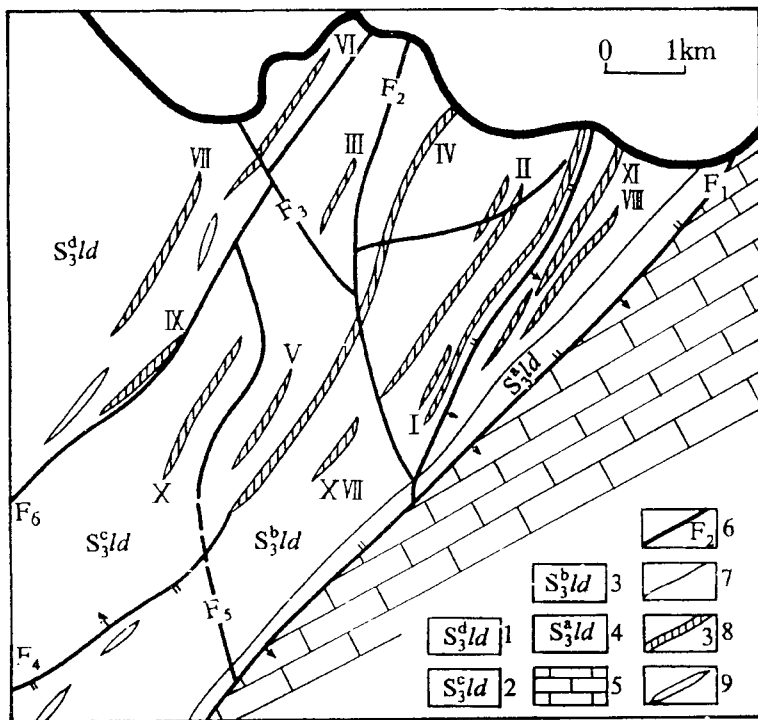 0 1km
VI
F₂
VII
III
IV
II
XI
F₁
VIII
F₃
S₃ᵈld
IX
V
S₃ᵃld
I
X
X VII
F₆
S₃ᶜld
S₃ᵇld
F₅
F₄
F₂ 6
S₃ᵇld 3
7
S₃ᵈld 1
S₃ᵃld 4
3 8
S₃ᶜld 2
5
9